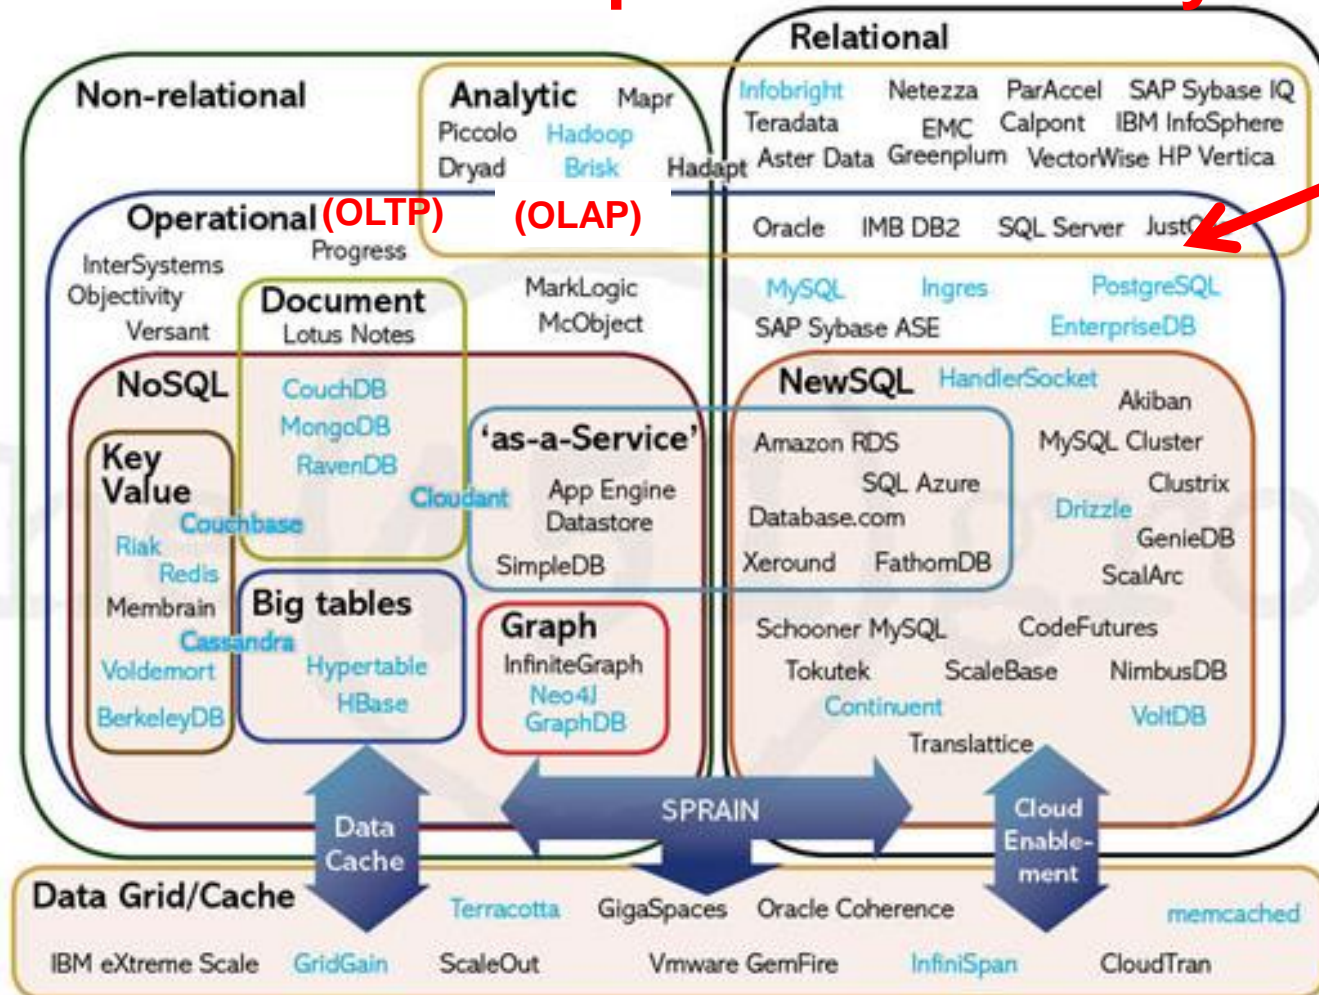 Relational
Non-relational
Analytic Mapr
Piccolo Hadoop
Dryad Brisk Hadapt
Infobright Netezza ParAccel SAP Sybase IQ
Teradata EMC Calpont IBM InfoSphere
Aster Data Greenplum VectorWise HP Vertica
Operational (OLTP) (OLAP)
Oracle IMB DB2 SQL Server
Progress
InterSystems
Objectivity
Versant
Document
Lotus Notes
MarkLogic
McObject
MySQL Ingres PostgreSQL
SAP Sybase ASE EnterpriseDB
NoSQL
CouchDB
MongoDB
RavenDB
Cloudant
Key
Value
Couchbase
Riak
Redis
Membrain
Cassandra
Voldemort
BerkeleyDB
Big tables
Hypertable
HBase
'as-a-Service'
App Engine
Datastore
SimpleDB
Graph
InfiniteGraph
Neo4J
GraphDB
NewSQL HandlerSocket
Akiban
Amazon RDS MySQL Cluster
SQL Azure Clustrix
Database.com Drizzle
GenieDB
Xeround FathomDB ScalArc
Schooner MySQL CodeFutures
Tokutek ScaleBase NimbusDB
Continuent VoltDB
Translattice
Data
Cache
SPRAIN
Cloud
Enable-
ment
Data Grid/Cache
Terracotta GigaSpaces Oracle Coherence memcached
IBM eXtreme Scale GridGain ScaleOut Vmware GemFire InfiniSpan CloudTran